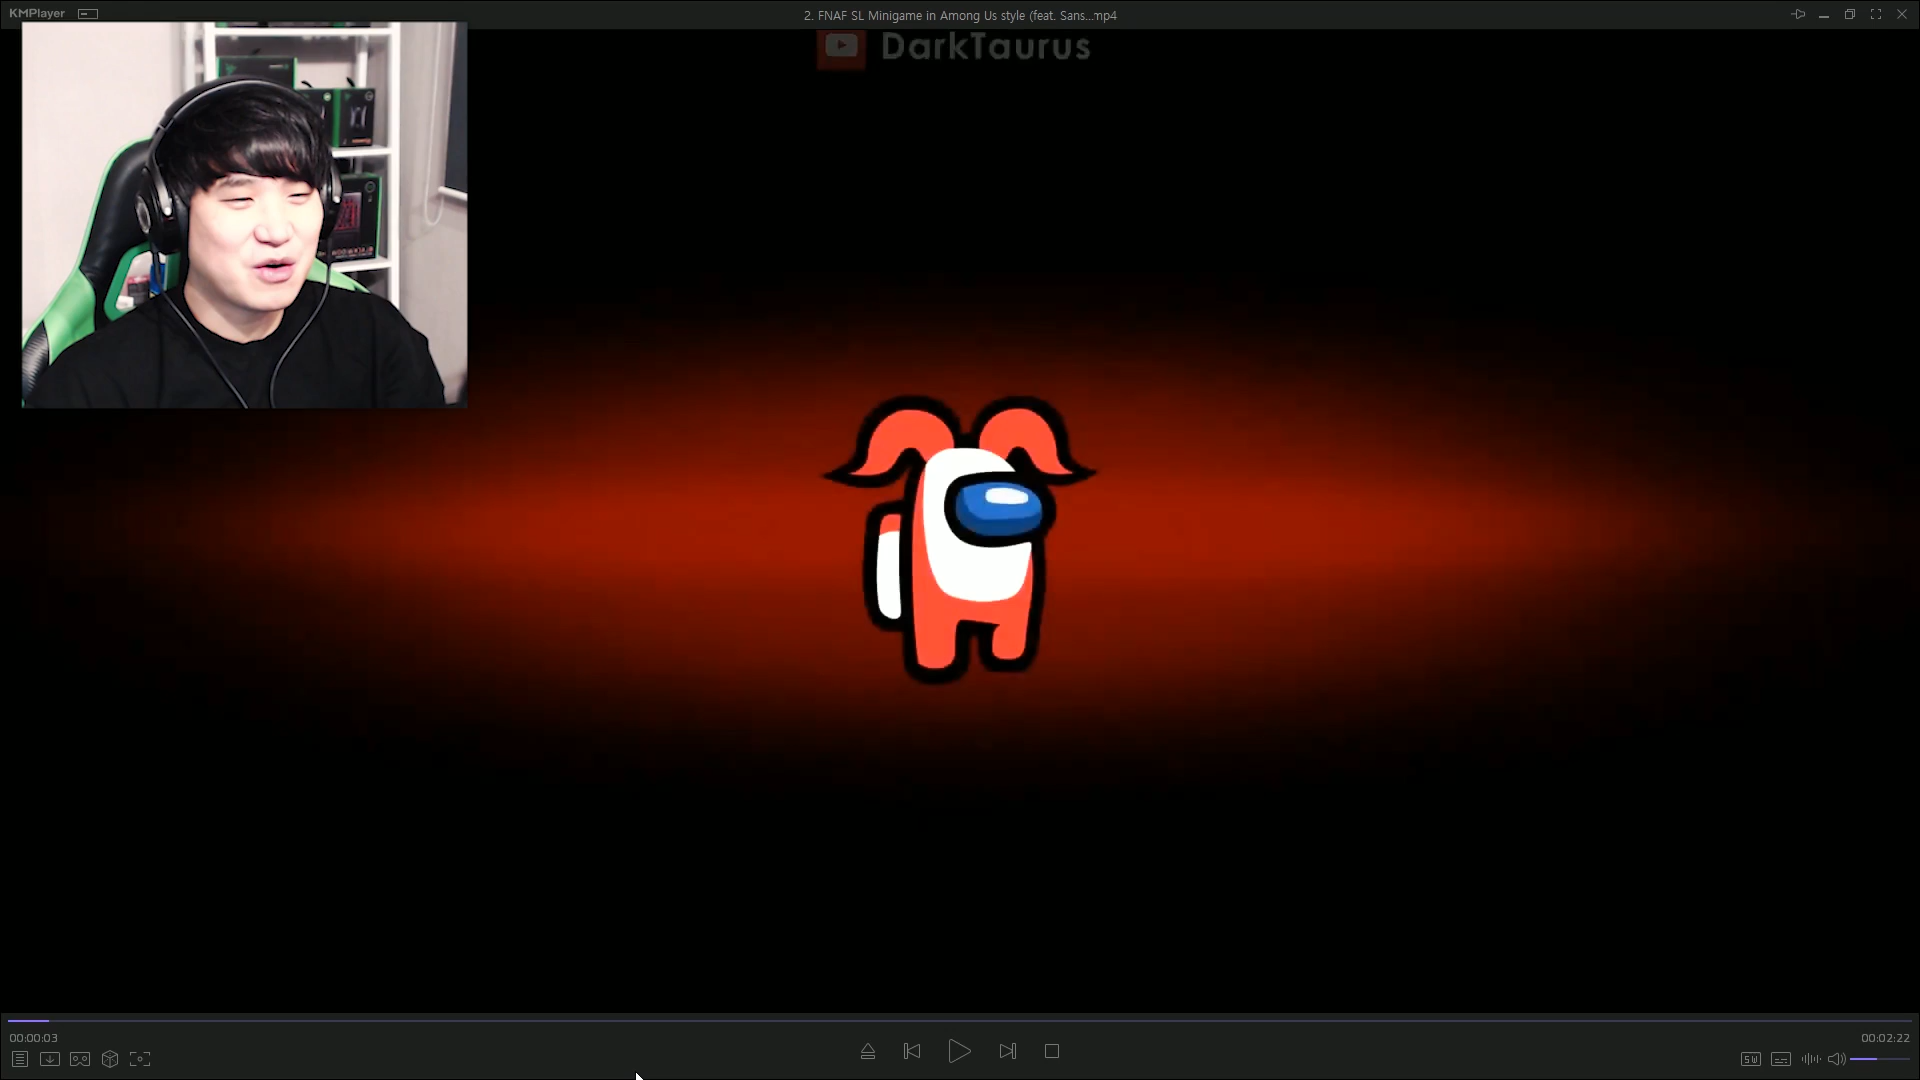 KMPlayer
2. FNAF SL Minigame in Among Us style (feat. Sans...mp4
DarkTaurus
00:00:03
00:02:22
SW